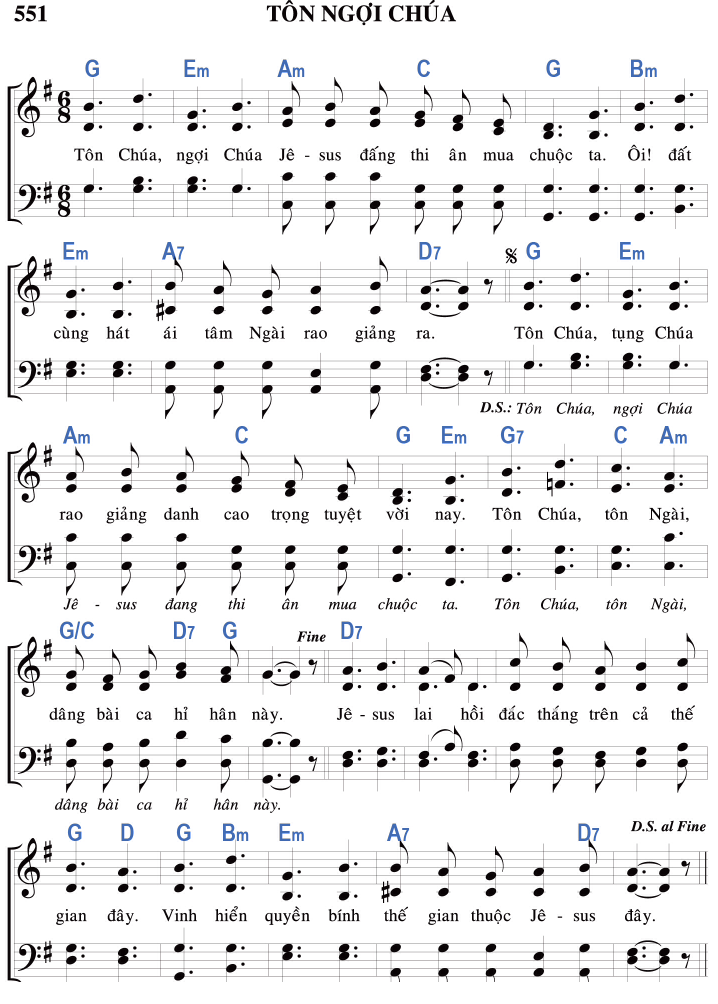 551 TÔN NGỢI CHÚA
G Em Am C G Bm
6 8
Tôn Chúa, ngợi Chúa Jê - sus đấng thi ân mua chuộc ta. Ôi! đất
6 8
Em A7 D7 G Em
cùng hát ái tâm Ngài rao giảng ra. Tôn Chúa, tụng Chúa
D.S.: Tôn Chúa, ngợi Chúa
Am C G Em G7 C Am
rao giảng danh cao trọng tuyệt vời nay. Tôn Chúa, tôn Ngài,
Jê - sus đang thi ân mua chuộc ta. Tôn Chúa, tôn Ngài,
G/C D7 G Fine D7
dâng bài ca hỉ hân này. Jê - sus lai hồi đắc thắng trên cả thế
dâng bài ca hỉ hân này.
D.S. al Fine
G D G Bm Em A7 D7
gian đây. Vinh hiển quyền bính thế gian thuộc Jê - sus đây.